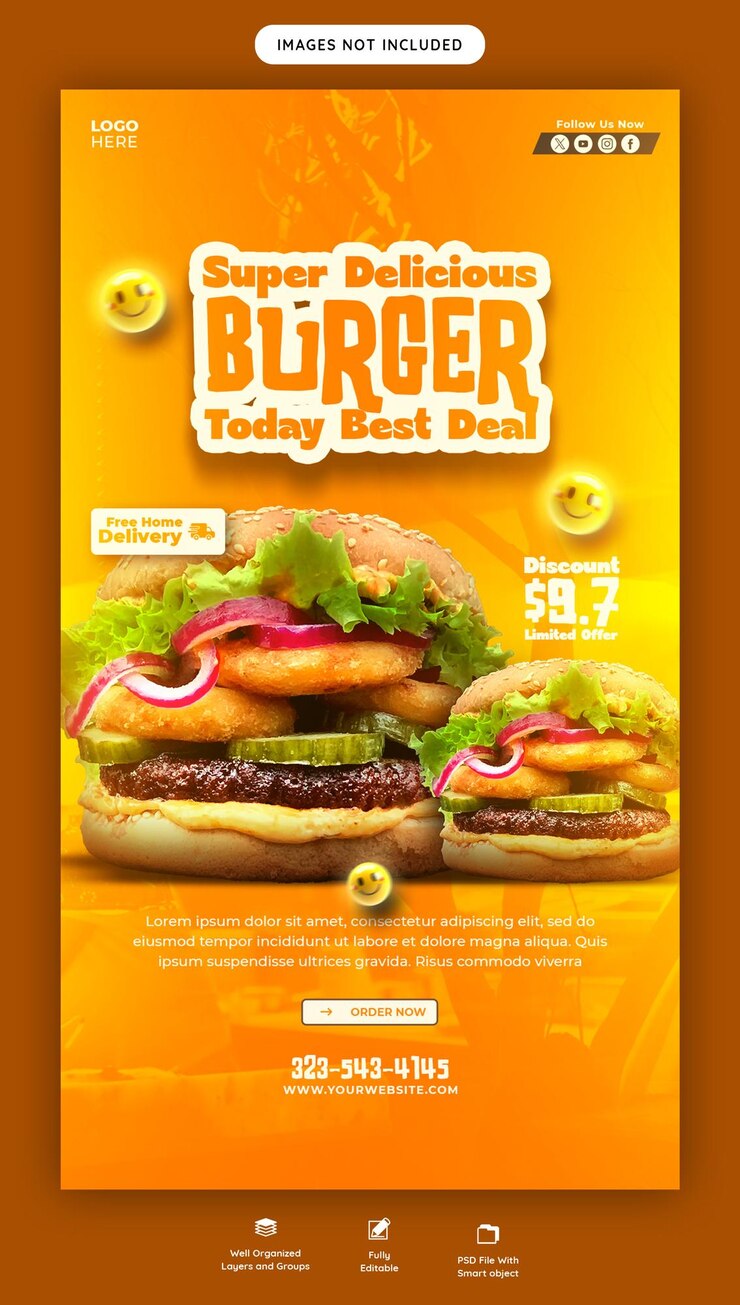 IMAGES NOT INCLUDED
LOGO
HERE
Follow Us Now
Super Delicious
BURGER
Today Best Deal
Free Home
Delivery
Discount
$9.7
Limited Offer
Lorem ipsum dolor sit amet, consectetur adipiscing elit, sed do
eiusmod tempor incididunt ut labore et dolore magna aliqua. Quis
ipsum suspendisse ultrices gravida. Risus commodo viverra
ORDER NOW
323-543-4145
WWW.YOURWEBSITE.COM
Well Organized
Layers and Groups
Fully
Editable
PSD File With
Smart object